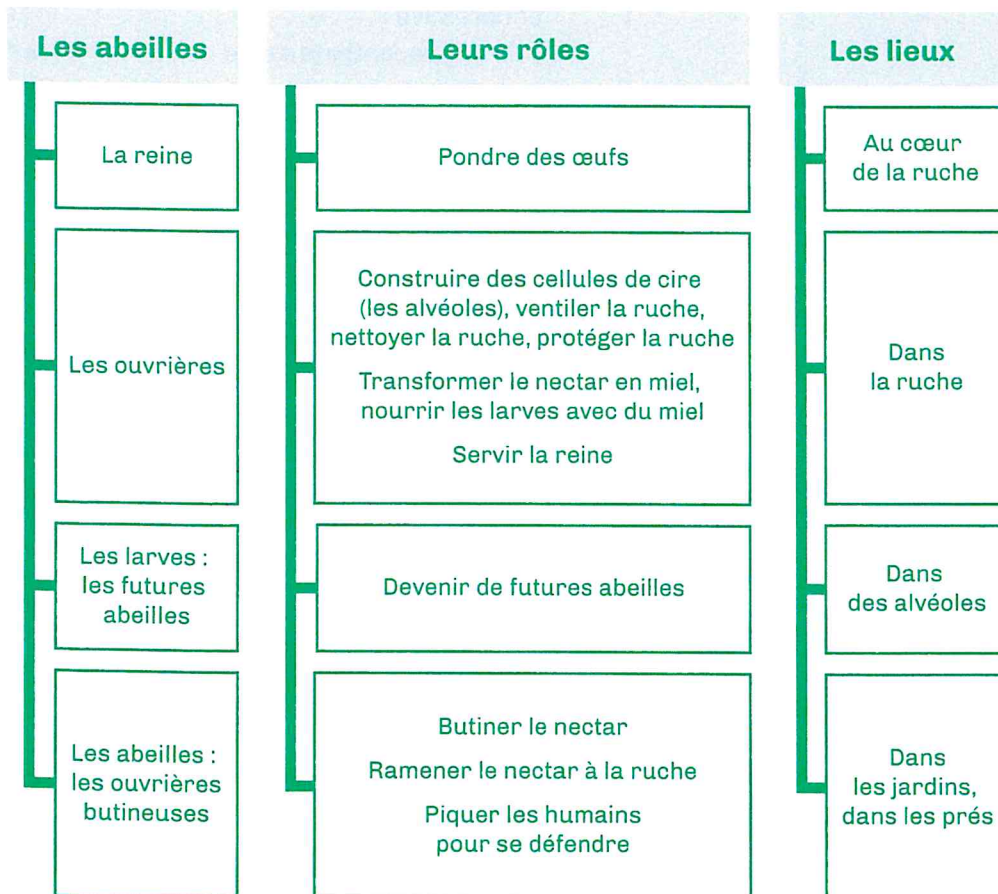 Les abeilles
Leurs rôles
Les lieux
La reine
Pondre des œufs
Au cœur
de la ruche
Les ouvrières
Construire des cellules de cire
(les alvéoles), ventiler la ruche,
nettoyer la ruche, protéger la ruche
Transformer le nectar en miel,
nourrir les larves avec du miel
Servir la reine
Dans
la ruche
Les larves :
les futures
abeilles
Devenir de futures abeilles
Dans
des alvéoles
Les abeilles :
les ouvrières
butineuses
Butiner le nectar
Ramener le nectar à la ruche
Piquer les humains
pour se défendre
Dans
les jardins,
dans les prés